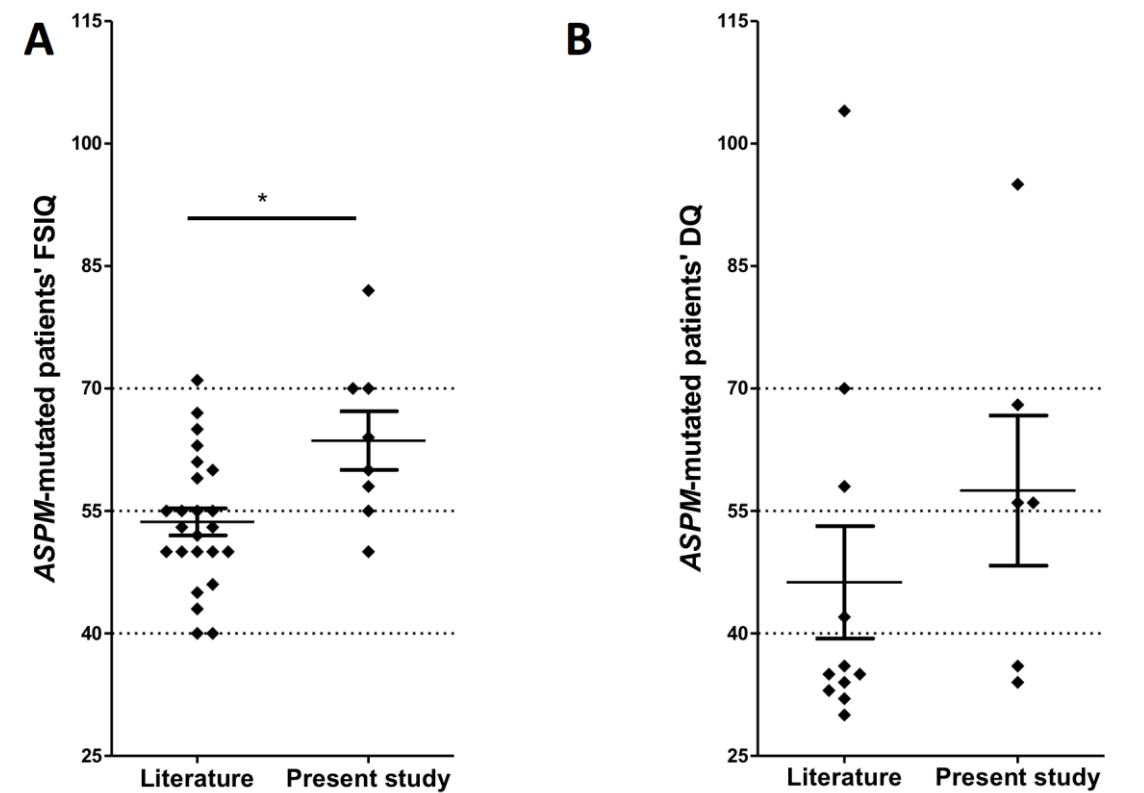 A
ASPM-mutated patients' FSIQ
115
100
85
70
55
40
25
*
Literature
Present study
B
ASPM-mutated patients' DQ
115
100
85
70
55
40
25
Literature
Present study